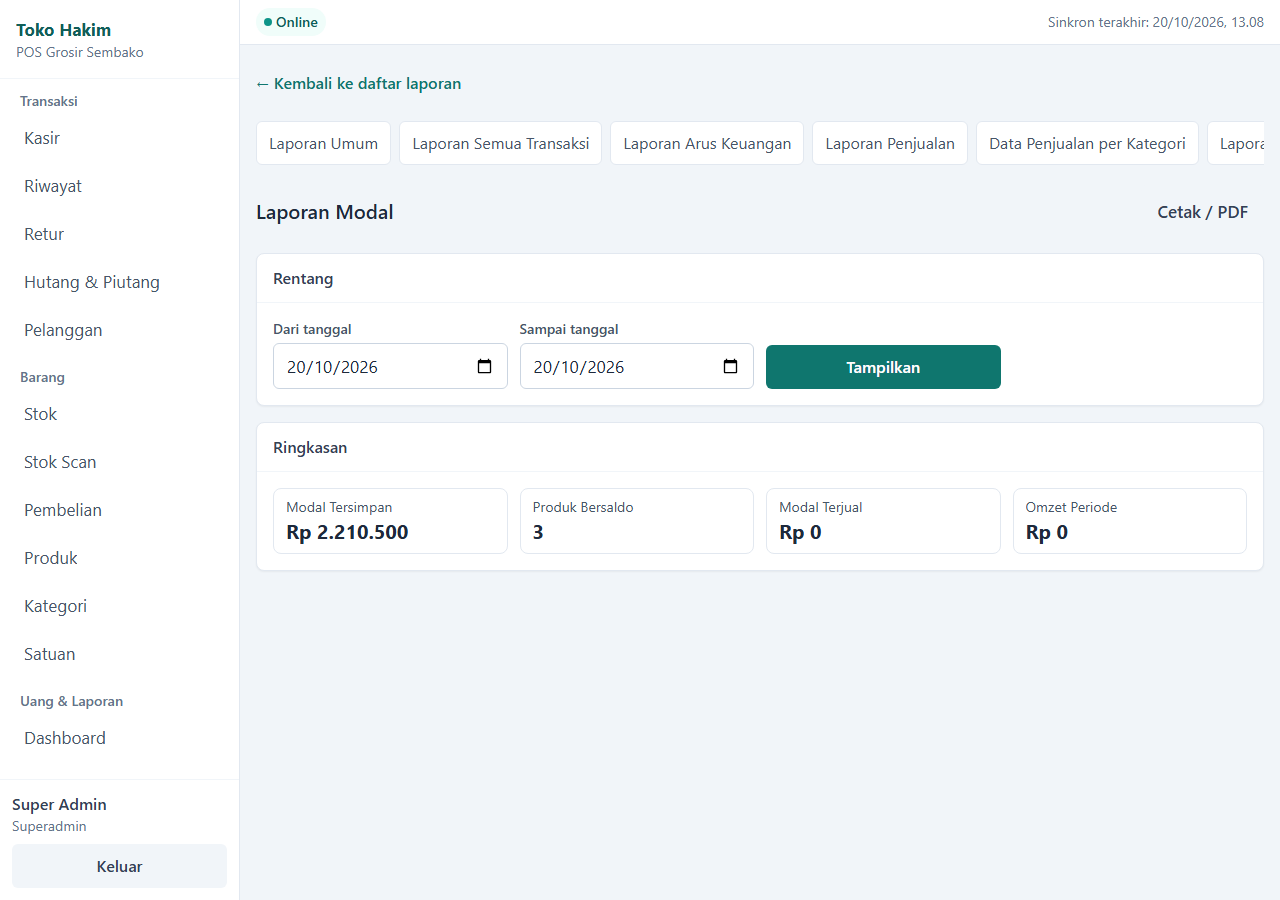 Toko Hakim
POS Grosir Sembako
Transaksi
Kasir
Riwayat
Retur
Hutang & Piutang
Pelanggan
Barang
Stok
Stok Scan
Pembelian
Produk
Kategori
Satuan
Uang & Laporan
Dashboard
Super Admin
Superadmin
Keluar
Online
Sinkron terakhir: 20/10/2026, 13.08
← Kembali ke daftar laporan
Laporan Umum
Laporan Semua Transaksi
Laporan Arus Keuangan
Laporan Penjualan
Data Penjualan per Kategori
Laporan Modal
Cetak / PDF
Rentang
Dari tanggal
Sampai tanggal
20/10/2026
20/10/2026
Tampilkan
Ringkasan
Modal Tersimpan
Rp 2.210.500
Produk Bersaldo
3
Modal Terjual
Rp 0
Omzet Periode
Rp 0